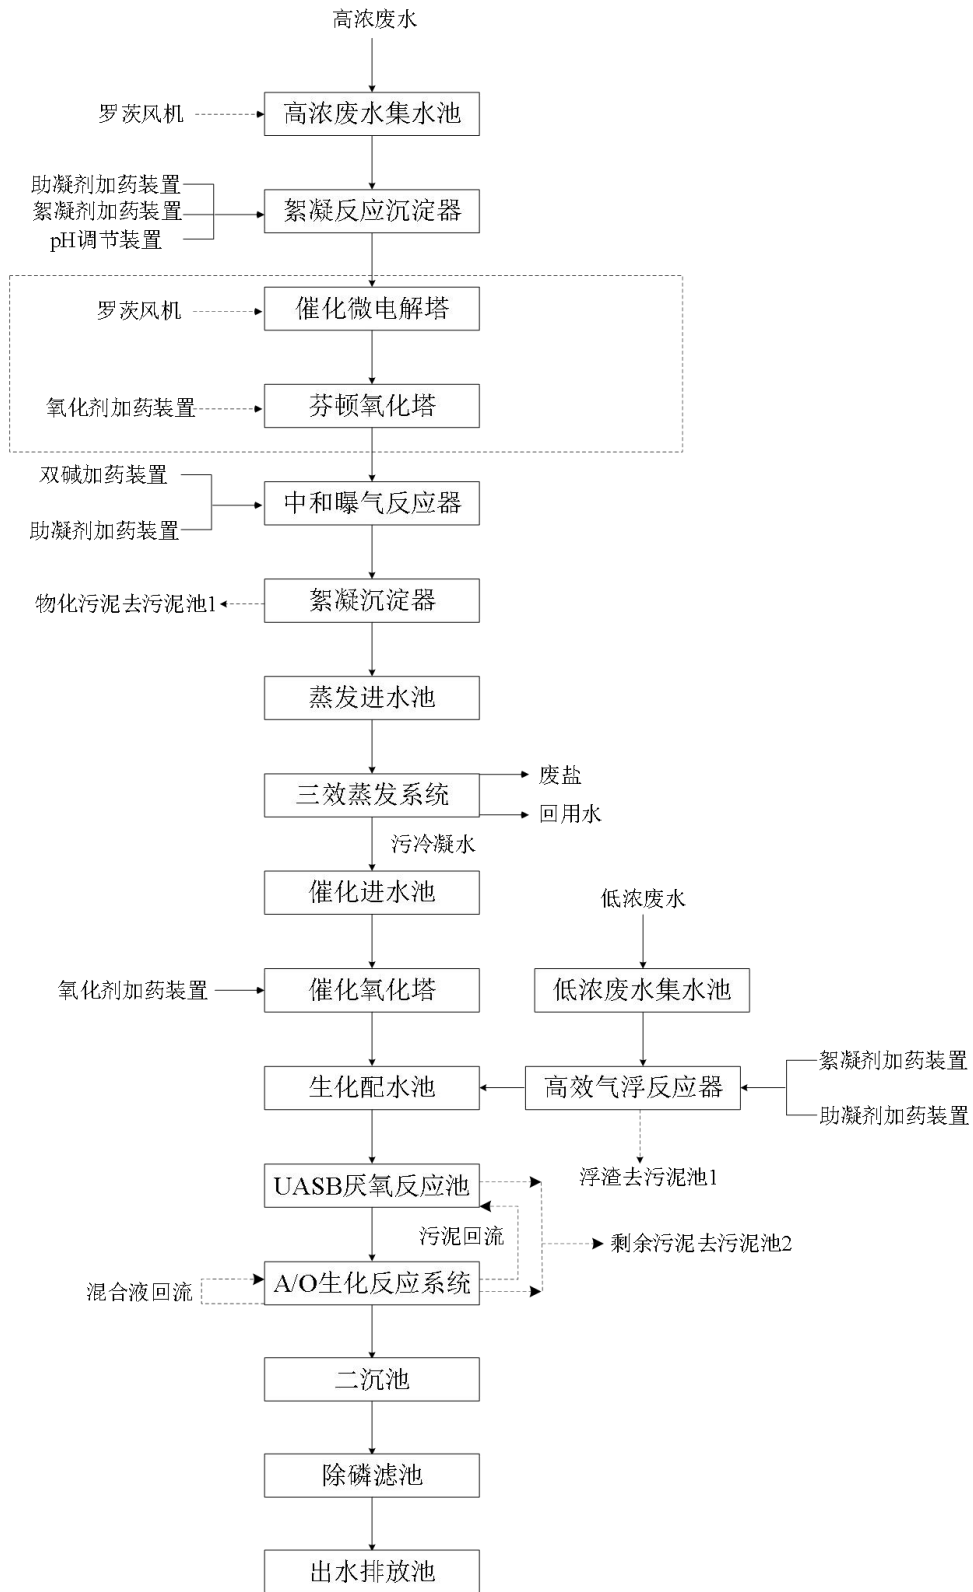 高浓废水
罗茨风机
高浓废水集水池
助凝剂加药装置
絮凝剂加药装置
pH调节装置
絮凝反应沉淀器
罗茨风机
催化微电解塔
氧化剂加药装置
芬顿氧化塔
双碱加药装置
助凝剂加药装置
中和曝气反应器
物化污泥去污泥池1
絮凝沉淀器
蒸发进水池
三效蒸发系统
废盐
回用水
污冷凝水
催化进水池
低浓废水
氧化剂加药装置
催化氧化塔
低浓废水集水池
生化配水池
高效气浮反应器
絮凝剂加药装置
助凝剂加药装置
浮渣去污泥池1
UASB厌氧反应池
污泥回流
剩余污泥去污泥池2
混合液回流
A/O生化反应系统
二沉池
除磷滤池
出水排放池